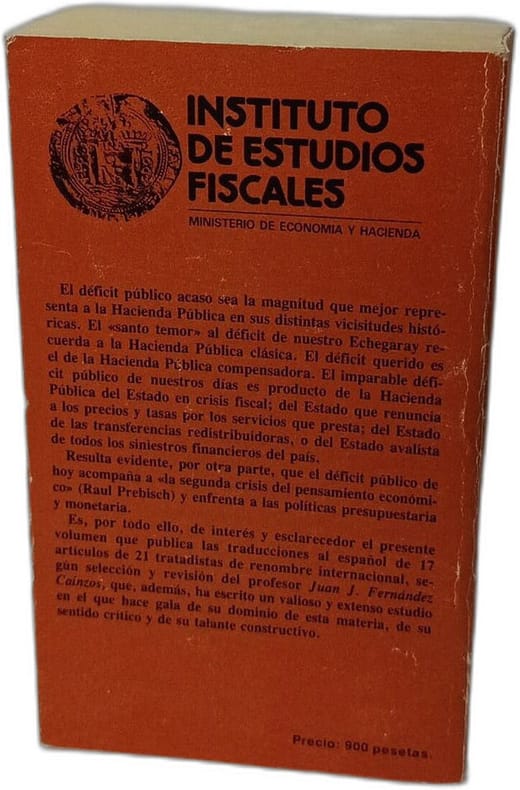 INSTITUTO
DE ESTUDIOS
FISCALES
MINISTERIO DE ECONOMIA Y HACIENDA
El déficit público acaso sea la magnitud que mejor repre-
senta a la Hacienda Pública en sus distintas vicisitudes histó-
ricas. El «santo temor» al déficit de nuestro Echegaray re-
cuerda a la Hacienda Pública clásica. El déficit querido es
el de la Hacienda Pública compensadora. El imparable défi-
cit público de nuestros días es producto de la Hacienda
Pública del Estado en crisis fiscal; del Estado que renuncia
a los precios y tasas por los servicios que presta; del Estado
de las transferencias redistribuidoras, o del Estado avalista
de todos los siniestros financieros del país.
Resulta evidente, por otra parte, que el déficit público de
hoy acompaña a «la segunda crisis del pensamiento económi-
co» (Raul Prebisch) y enfrenta a las políticas presupuestaria
y monetaria.
Es, por todo ello, de interés y esclarecedor el presente
volumen que publica las traducciones al español de 17
artículos de 21 tratadistas de renombre internacional, se-
gún selección y revisión del profesor Juan J. Fernández
Cainzos, que, además, ha escrito un valioso y extenso estudio
en el que hace gala de su dominio de esta materia, de su
sentido crítico y de su talante constructivo.
Precio: 900 pesetas.